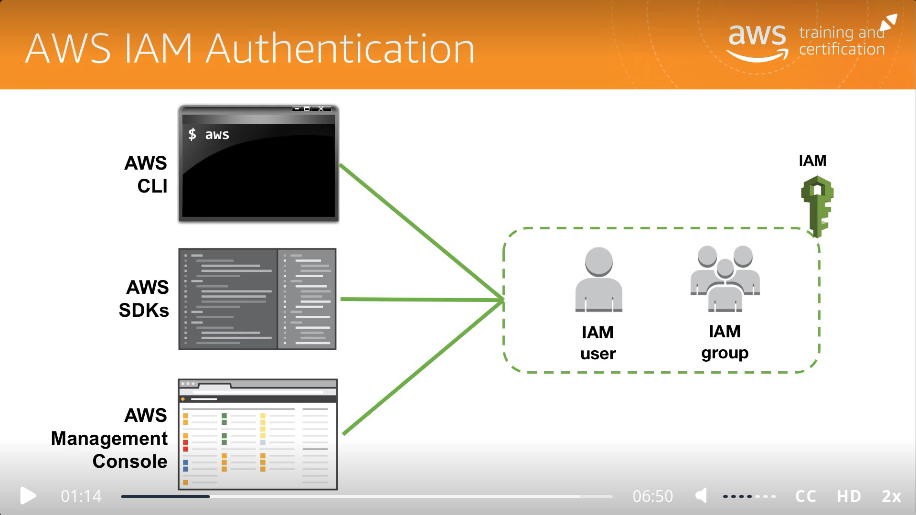 AWS IAM Authentication
aws training and
certification
$ aws
AWS
CLI
AWS
SDKs
AWS
Management
Console
IAM
IAM
user
IAM
group
01:14
06:50
CC
HD
2x